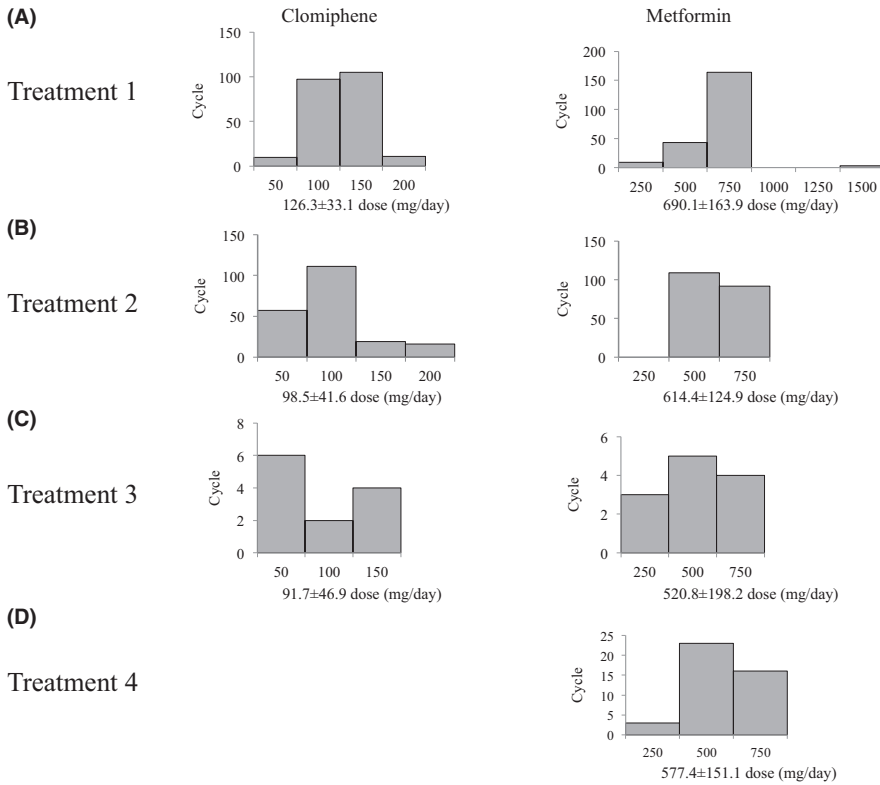 (A)
Clomiphene
Metformin
Treatment 1
Cycle
150
100
50
0
50 100 150 200
126.3±33.1 dose (mg/day)
Cycle
200
150
100
50
0
250 500 750 1000 1250 1500
690.1±163.9 dose (mg/day)
(B)
Treatment 2
Cycle
150
100
50
0
50 100 150 200
98.5±41.6 dose (mg/day)
Cycle
150
100
50
0
250 500 750
614.4±124.9 dose (mg/day)
(C)
Treatment 3
Cycle
8
6
4
2
0
50 100 150
91.7±46.9 dose (mg/day)
Cycle
6
4
2
0
250 500 750
520.8±198.2 dose (mg/day)
(D)
Treatment 4
Cycle
25
20
15
10
5
0
250 500 750
577.4±151.1 dose (mg/day)